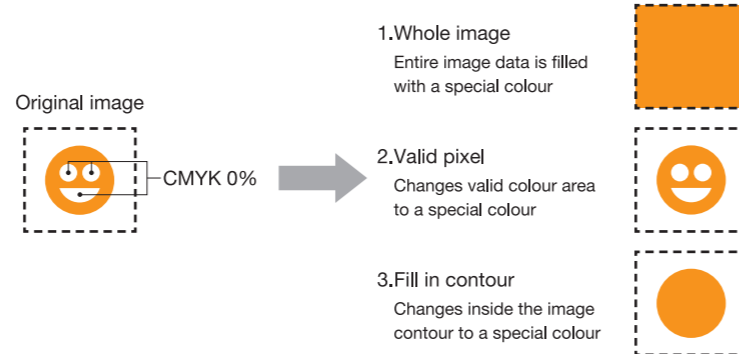 Original image
CMYK 0%
1.Whole image
Entire image data is filled
with a special colour
2.Valid pixel
Changes valid colour area
to a special colour
3.Fill in contour
Changes inside the image
contour to a special colour